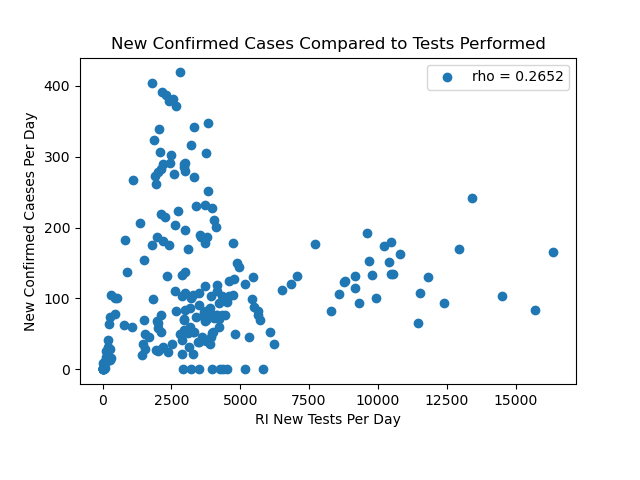 New Confirmed Cases Compared to Tests Performed
rho = 0.2652
New Confirmed Caeses Per Day
400
300
200
100
0
0 2500 5000 7500 10000 12500 15000
RI New Tests Per Day